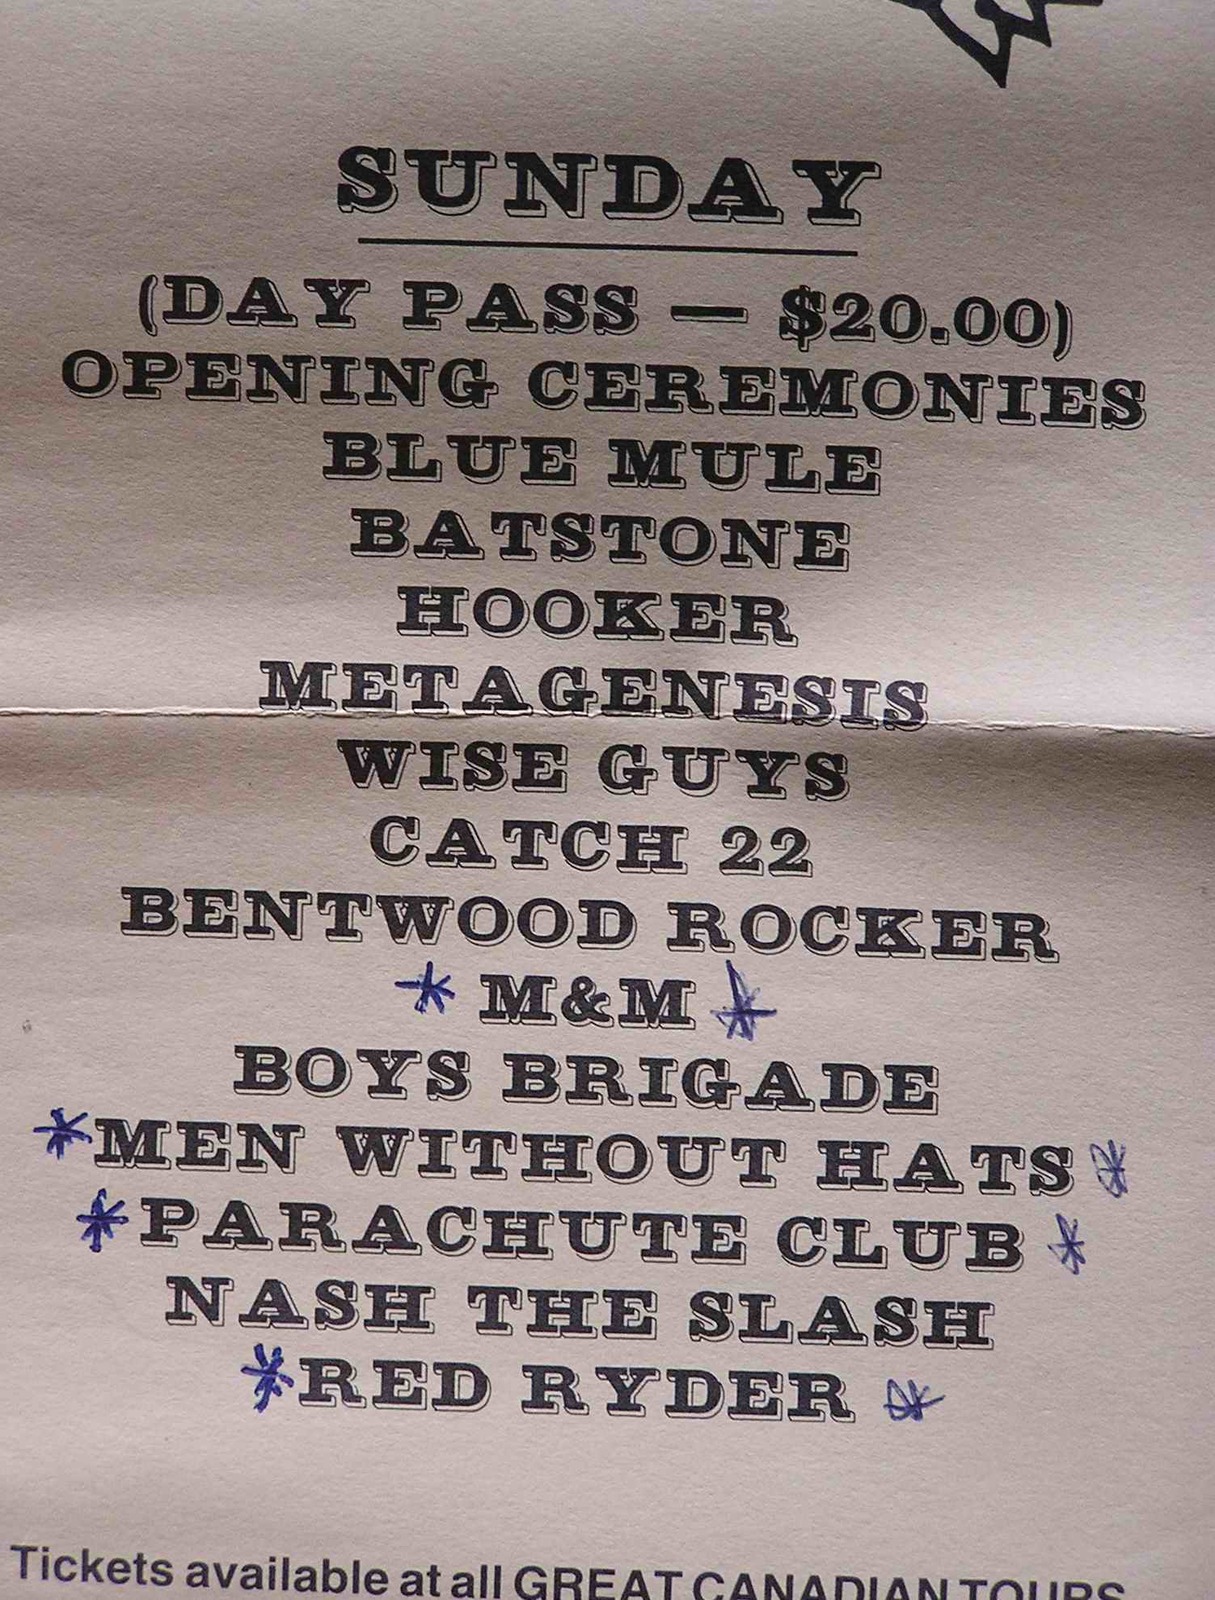 SUNDAY
(DAY PASS — $20.00)
OPENING CEREMONIES
BLUE MULE
BATSTONE
HOOKER
METAGENESIS
WISE GUYS
CATCH 22
BENTWOOD ROCKER
* M&M *
BOYS BRIGADE
* MEN WITHOUT HATS *
* PARACHUTE CLUB *
NASH THE SLASH
* RED RYDER *
Tickets available at all GREAT CANADIAN TOURS